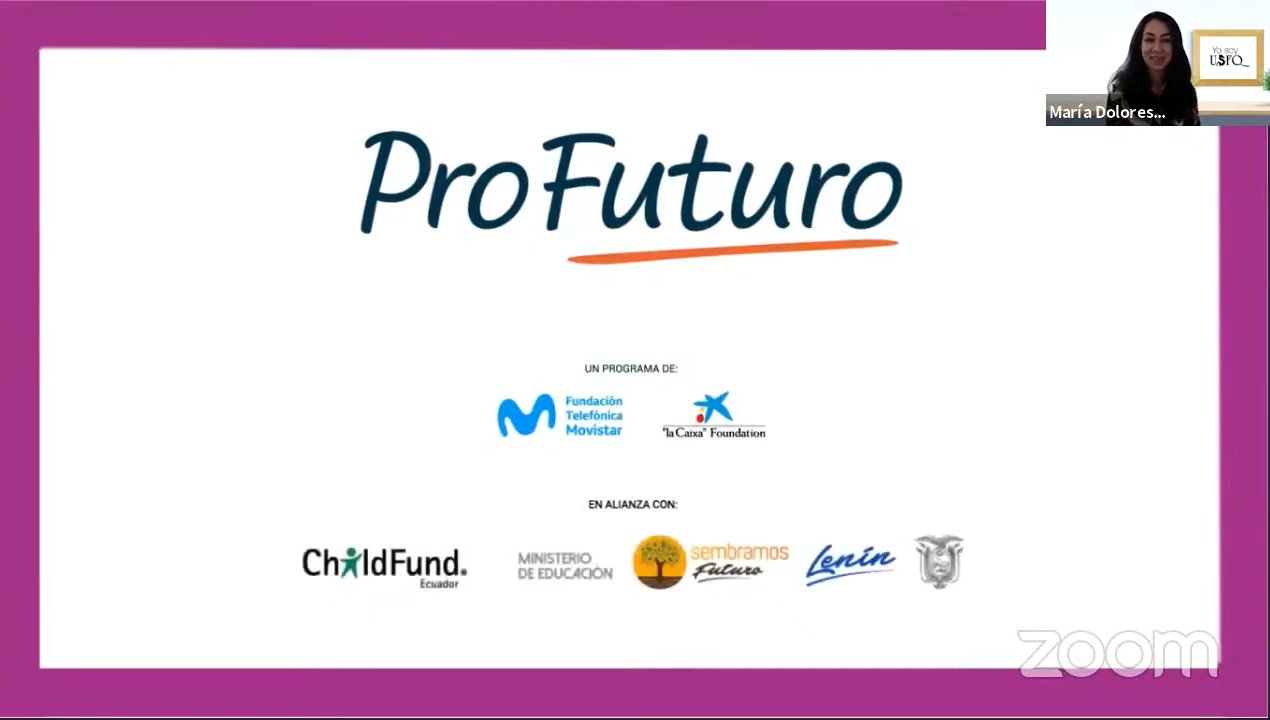 Yo soy
USFQ
María Dolores...
ProFuturo
UN PROGRAMA DE:
Fundación
Telefónica
Movistar
"la Caixa" Foundation
EN ALIANZA CON:
ChildFund.
Ecuador
MINISTERIO
DE EDUCACIÓN
sembramos
Futuro
Lenín
zoom